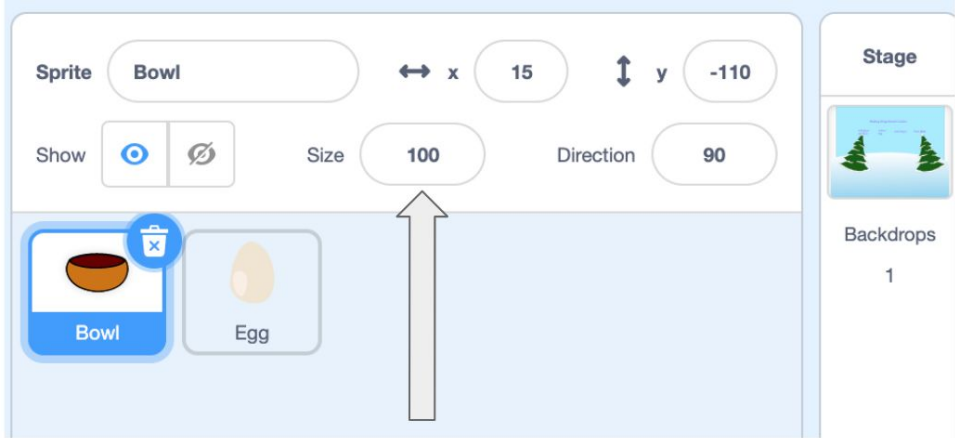 Sprite Bowl x 15 y -110
Show Size 100 Direction 90
Bowl Egg
Stage
Backdrops
1